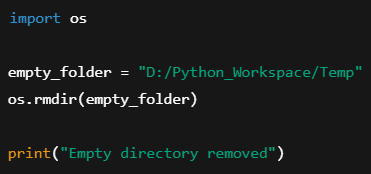 import os
empty_folder = "D:/Python_Workspace/Temp"
os.rmdir(empty_folder)
print("Empty directory removed")